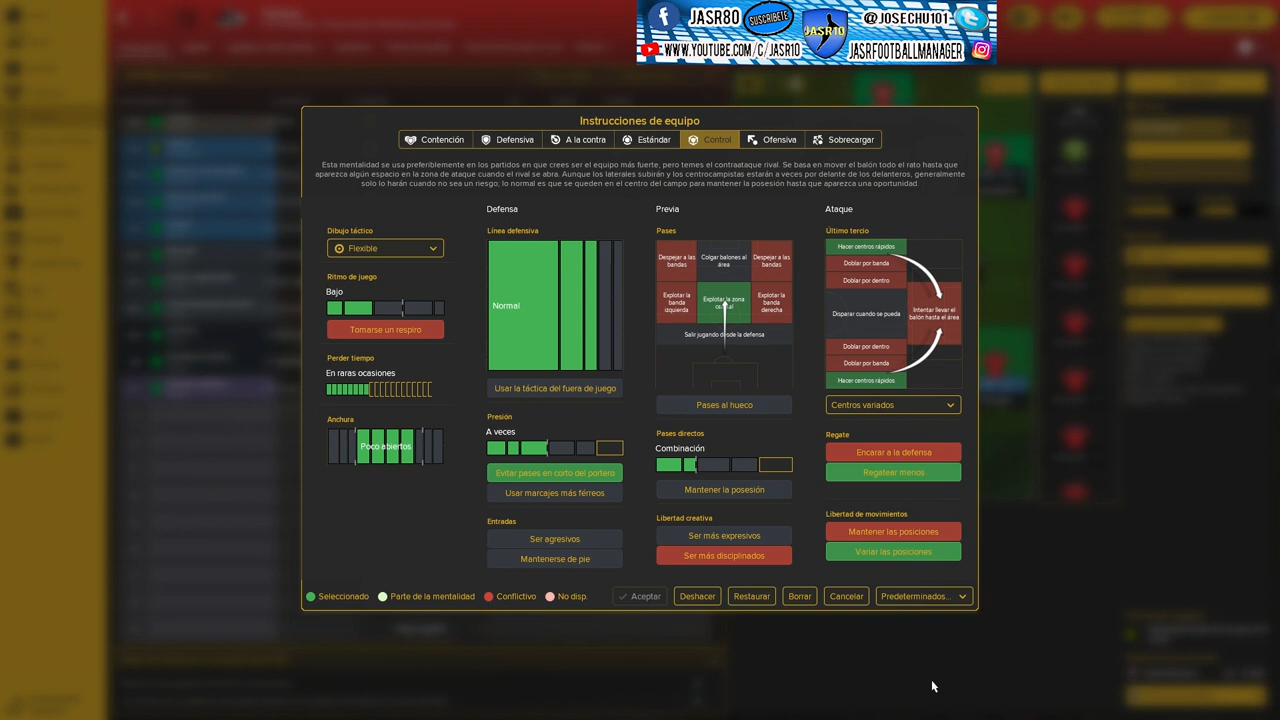 JASR80
SUSCRIBETE
@JOSECHU101
JASR10
WWW.YOUTUBE.COM/C/JASR10
JASRFOOTBALLMANAGER
Instrucciones de equipo
Contención
Defensiva
A la contra
Estándar
Control
Ofensiva
Sobrecargar
Esta mentalidad se usa preferiblemente en los partidos en que crees ser el equipo más fuerte, pero temes el contraataque rival. Se basa en mover el balón todo el rato hasta que
aparezca algún espacio en la zona de ataque cuando el rival se abra. Aunque los laterales subirán y los centrocampistas estarán a veces por delante de los delanteros, generalmente
solo lo harán cuando no sea un riesgo; lo normal es que se queden en el centro del campo para mantener la posesión hasta que aparezca una oportunidad.
Dibujo táctico
Flexible
Ritmo de juego
Bajo
Tomarse un respiro
Perder tiempo
En raras ocasiones
Anchura
Poco abiertos
Defensa
Línea defensiva
Normal
Usar la táctica del fuera de juego
Presión
A veces
Evitar pases en corto del portero
Usar marcajes más férreos
Entradas
Ser agresivos
Mantenerse de pie
Previa
Pases
Despejar a las
bandas
Colgar balones al
área
Despejar a las
bandas
Explotar la
banda
izquierda
Explotar la zona
Explotar la
banda
derecha
Salir jugando desde la defensa
Pases al hueco
Pases directos
Combinación
Mantener la posesión
Libertad creativa
Ser más expresivos
Ser más disciplinados
Ataque
Último tercio
Hacer centros rápidos
Doblar por banda
Doblar por dentro
Disparar cuando se pueda
Intentar llevar el
balón hasta el área
Doblar por dentro
Doblar por banda
Hacer centros rápidos
Centros variados
Regate
Encarar a la defensa
Regatear menos
Libertad de movimientos
Mantener las posiciones
Variar las posiciones
Seleccionado
Parte de la mentalidad
Conflictivo
No disp.
Aceptar
Deshacer
Restaurar
Borrar
Cancelar
Predeterminados...